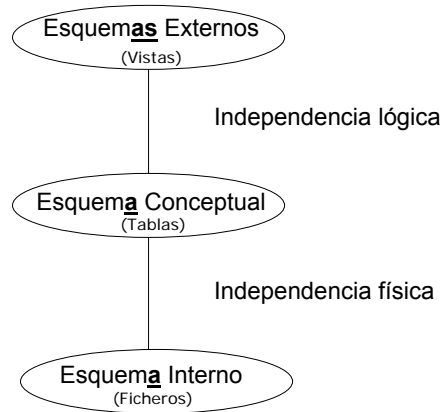 Esquemas Externos
(Vistas)
Independencia lógica
Esquema Conceptual
(Tablas)
Independencia física
Esquema Interno
(Ficheros)